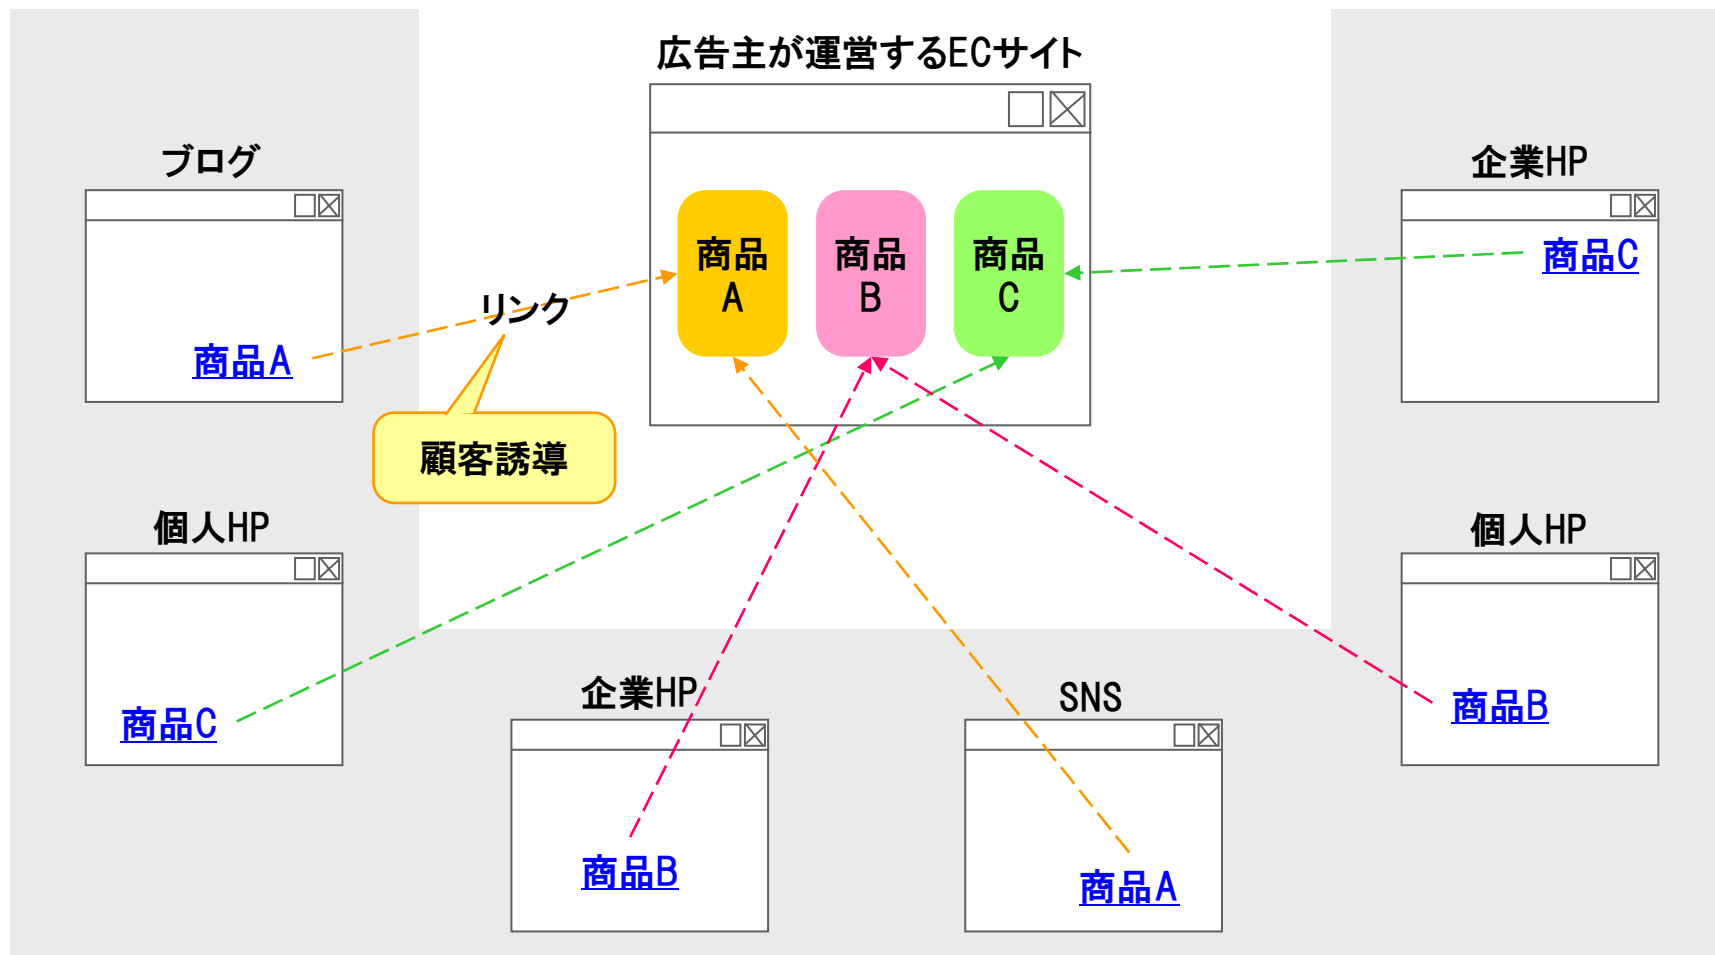 広告主が運営するECサイト
ブログ
企業HP
商品
A
商品
B
商品
C
商品C
リンク
商品A
顧客誘導
個人HP
個人HP
商品C
商品B
企業HP
SNS
商品B
商品A